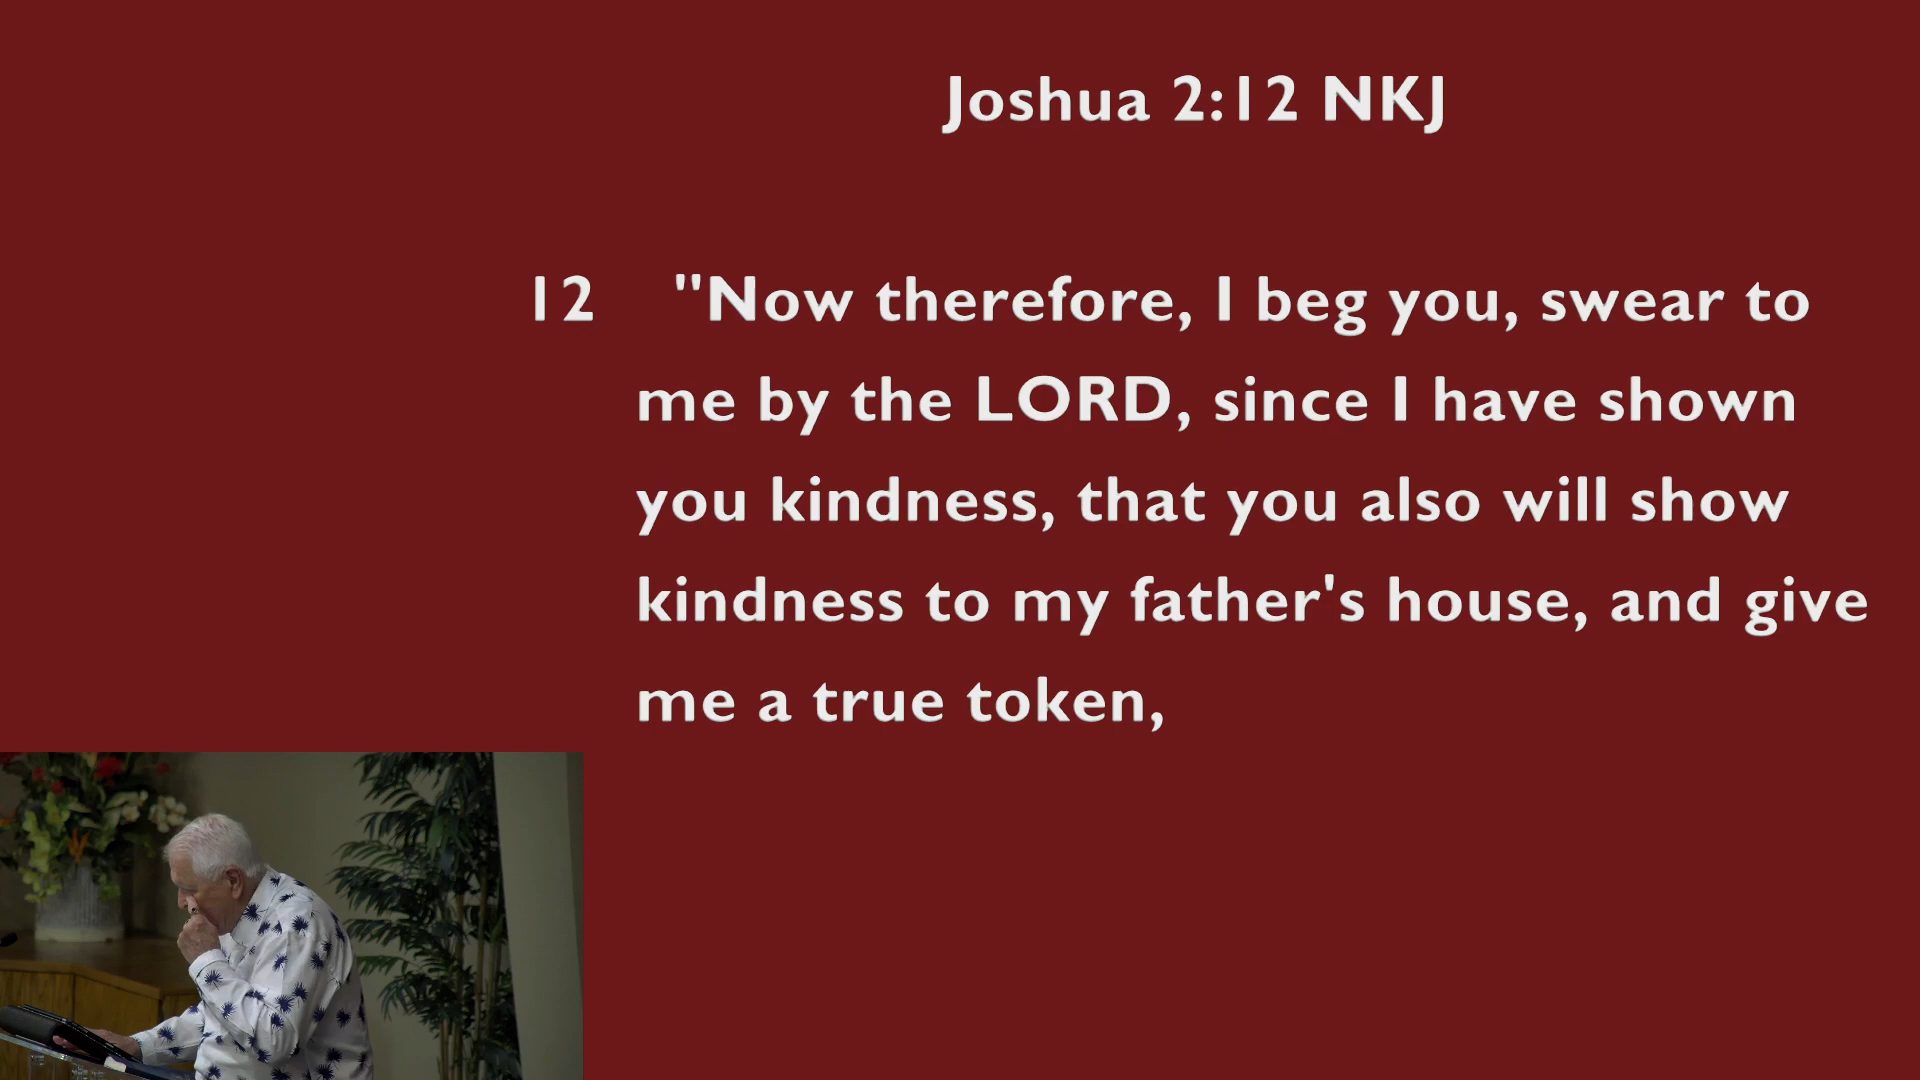 Joshua 2:12 NKJ
12 "Now therefore, I beg you, swear to
me by the LORD, since I have shown
you kindness, that you also will show
kindness to my father's house, and give
me a true token,